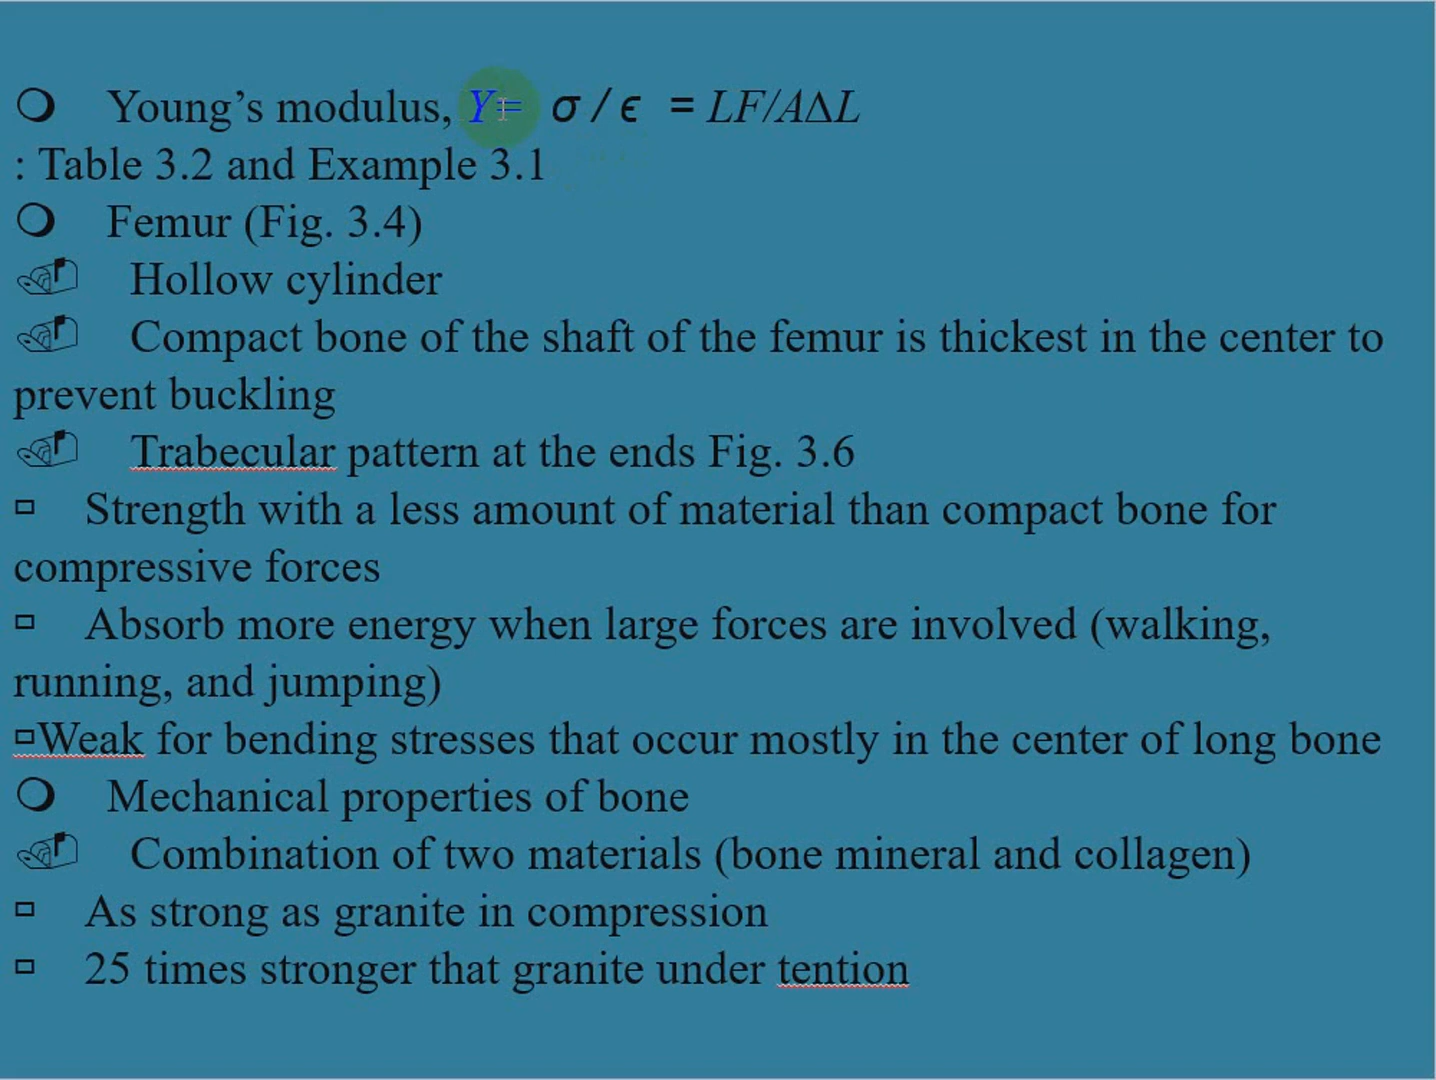 Young’s modulus, Y= σ / ϵ = LF/A∆L
: Table 3.2 and Example 3.1
Femur (Fig. 3.4)
Hollow cylinder
Compact bone of the shaft of the femur is thickest in the center to
prevent buckling
Trabecular pattern at the ends Fig. 3.6
Strength with a less amount of material than compact bone for
compressive forces
Absorb more energy when large forces are involved (walking,
running, and jumping)
Weak for bending stresses that occur mostly in the center of long bone
Mechanical properties of bone
Combination of two materials (bone mineral and collagen)
As strong as granite in compression
25 times stronger that granite under tention